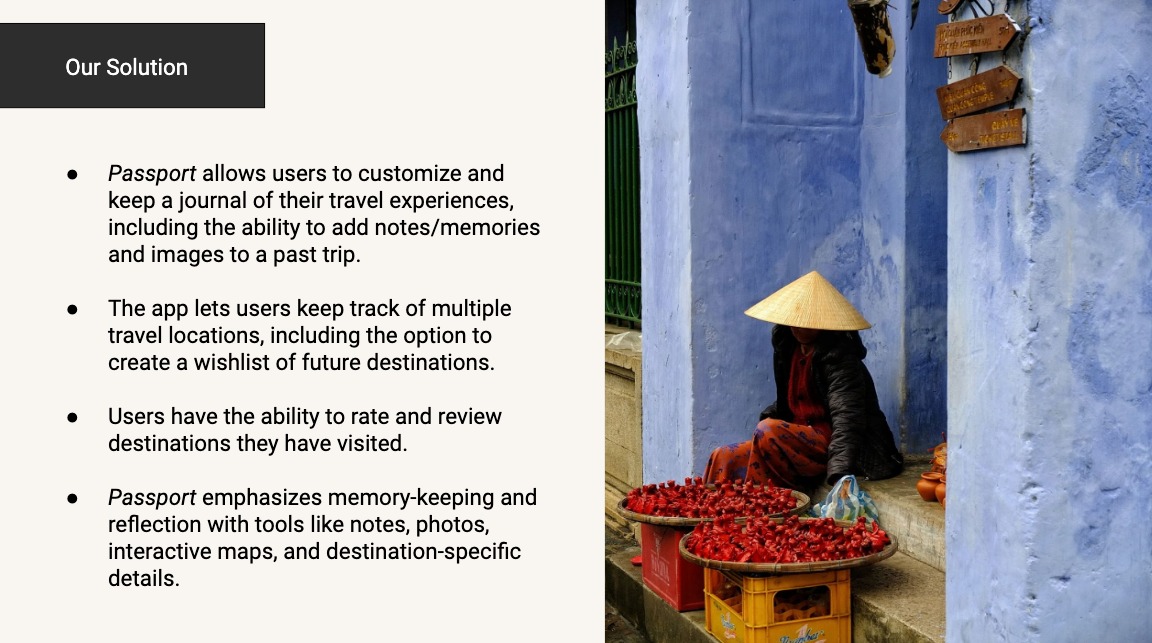 Our Solution
● Passport allows users to customize and
keep a journal of their travel experiences,
including the ability to add notes/memories
and images to a past trip.
● The app lets users keep track of multiple
travel locations, including the option to
create a wishlist of future destinations.
● Users have the ability to rate and review
destinations they have visited.
● Passport emphasizes memory-keeping and
reflection with tools like notes, photos,
interactive maps, and destination-specific
details.